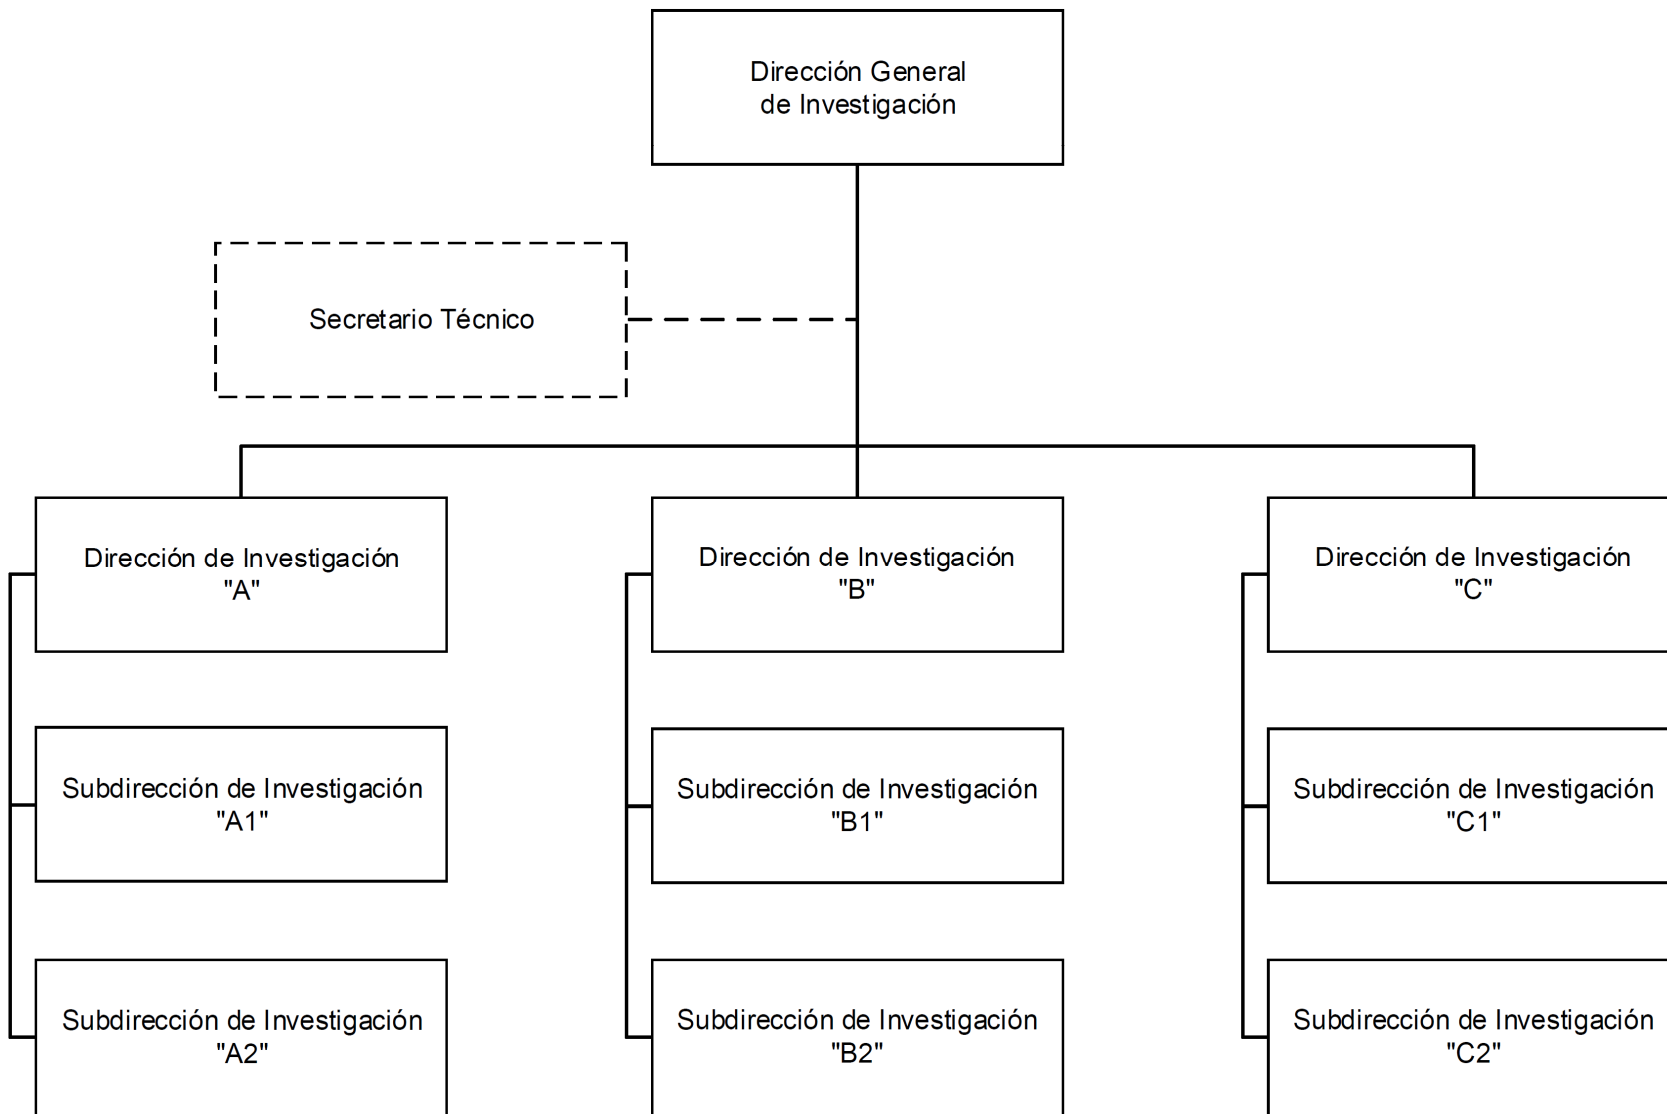 Dirección General
de Investigación
Secretario Técnico
Dirección de Investigación
"A"
Dirección de Investigación
"B"
Dirección de Investigación
"C"
Subdirección de Investigación
"A1"
Subdirección de Investigación
"B1"
Subdirección de Investigación
"C1"
Subdirección de Investigación
"A2"
Subdirección de Investigación
"B2"
Subdirección de Investigación
"C2"